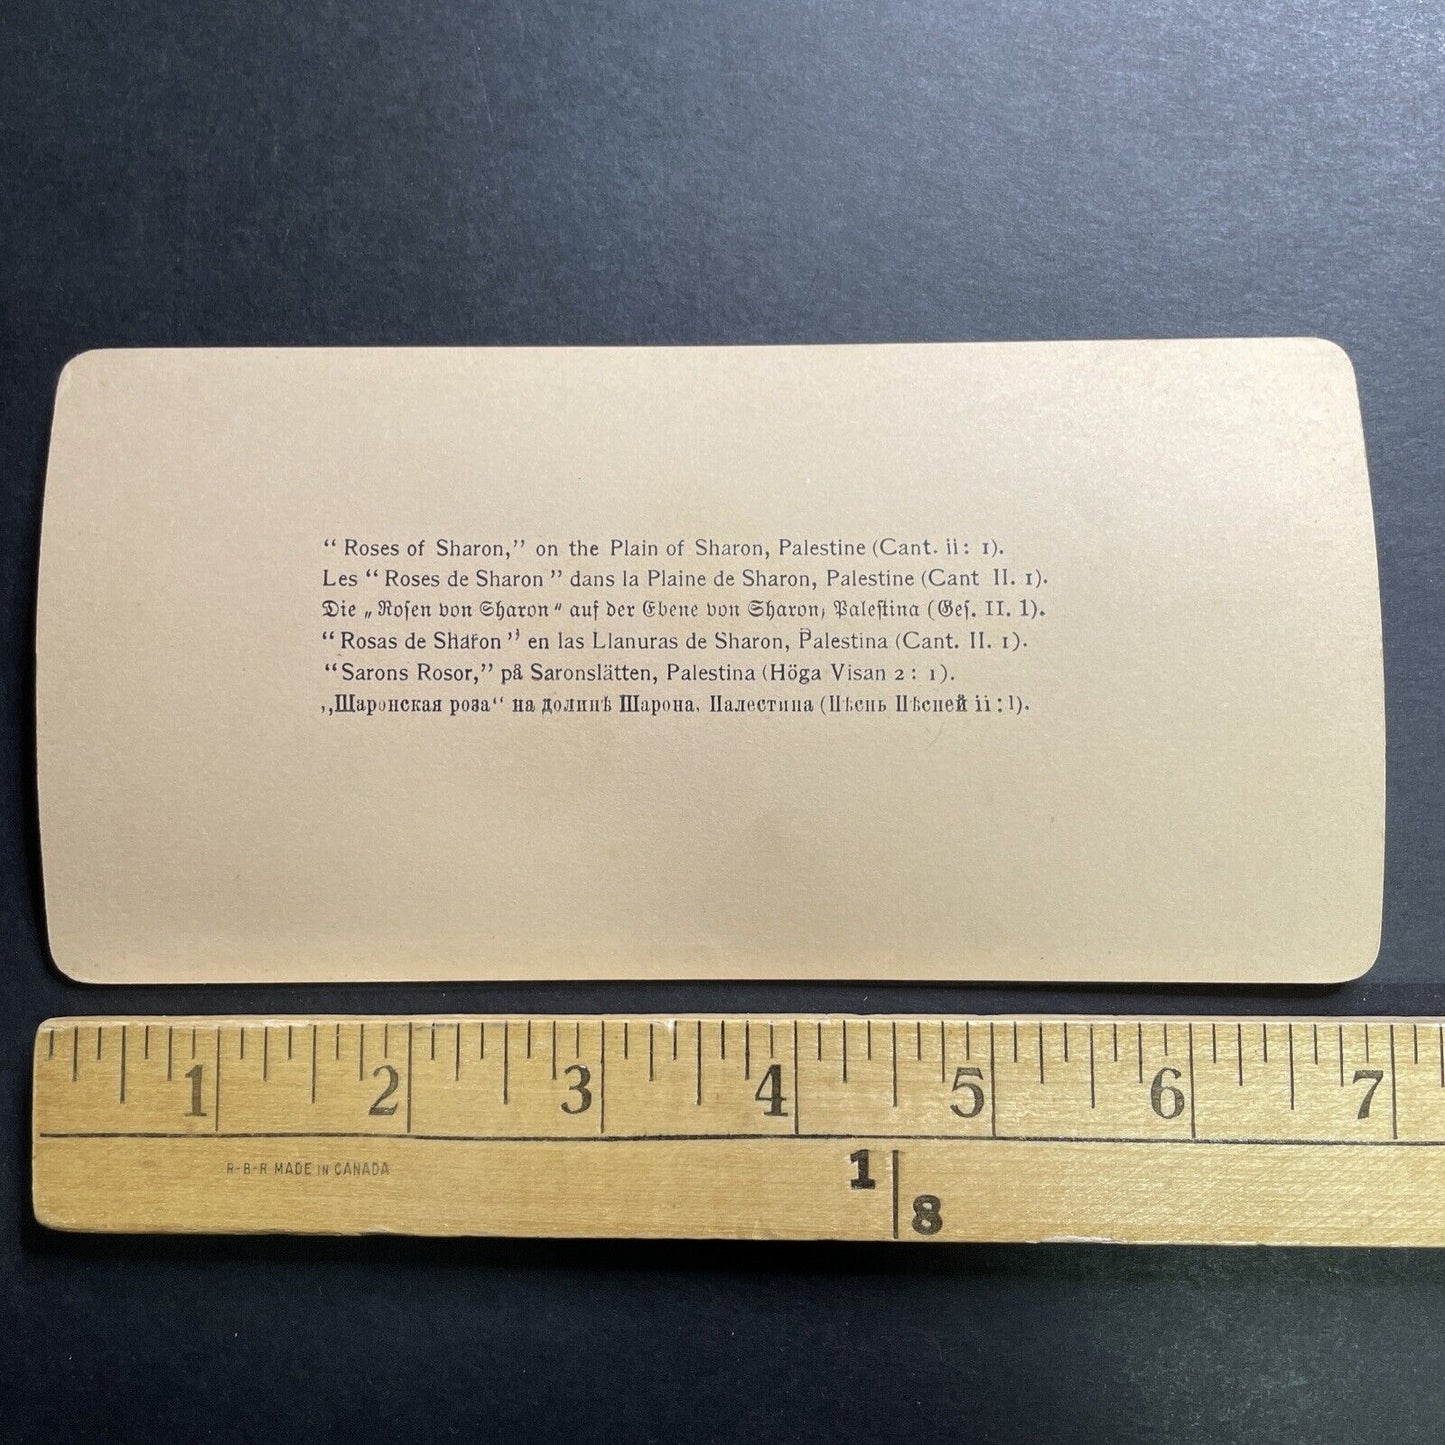 “ Roses of Sharon,” on the Plain of Sharon, Palestine (Cant. ii: 1).
Les “ Roses de Sharon ” dans la Plaine de Sharon, Palestine (Cant II. 1).
Die „ Rosen von Sharon “ auf der Ebene von Sharon, Palestina (Ges. II. 1).
“ Rosas de Sharon ” en las Llanuras de Sharon, Palestina (Cant. II. 1).
“Sarons Rosor,” på Saronslätten, Palestina (Höga Visan 2 : 1).
„Шаронская роза“ на долинѣ Шарона, Палестина (Пѣснь Пѣсней ii : 1).
1 2 3 4 5 6 7
R-B-R MADE IN CANADA
1
8